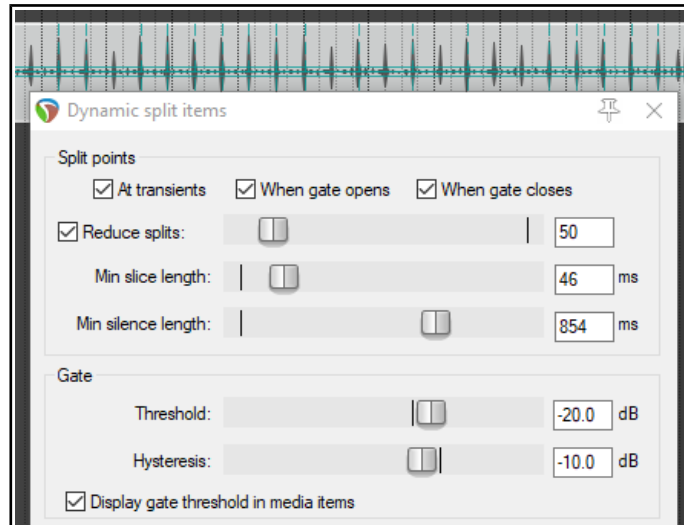 Dynamic split items
Split points
At transients When gate opens When gate closes
Reduce splits: 50
Min slice length: 46 ms
Min silence length: 854 ms
Gate
Threshold: -20.0 dB
Hysteresis: -10.0 dB
Display gate threshold in media items